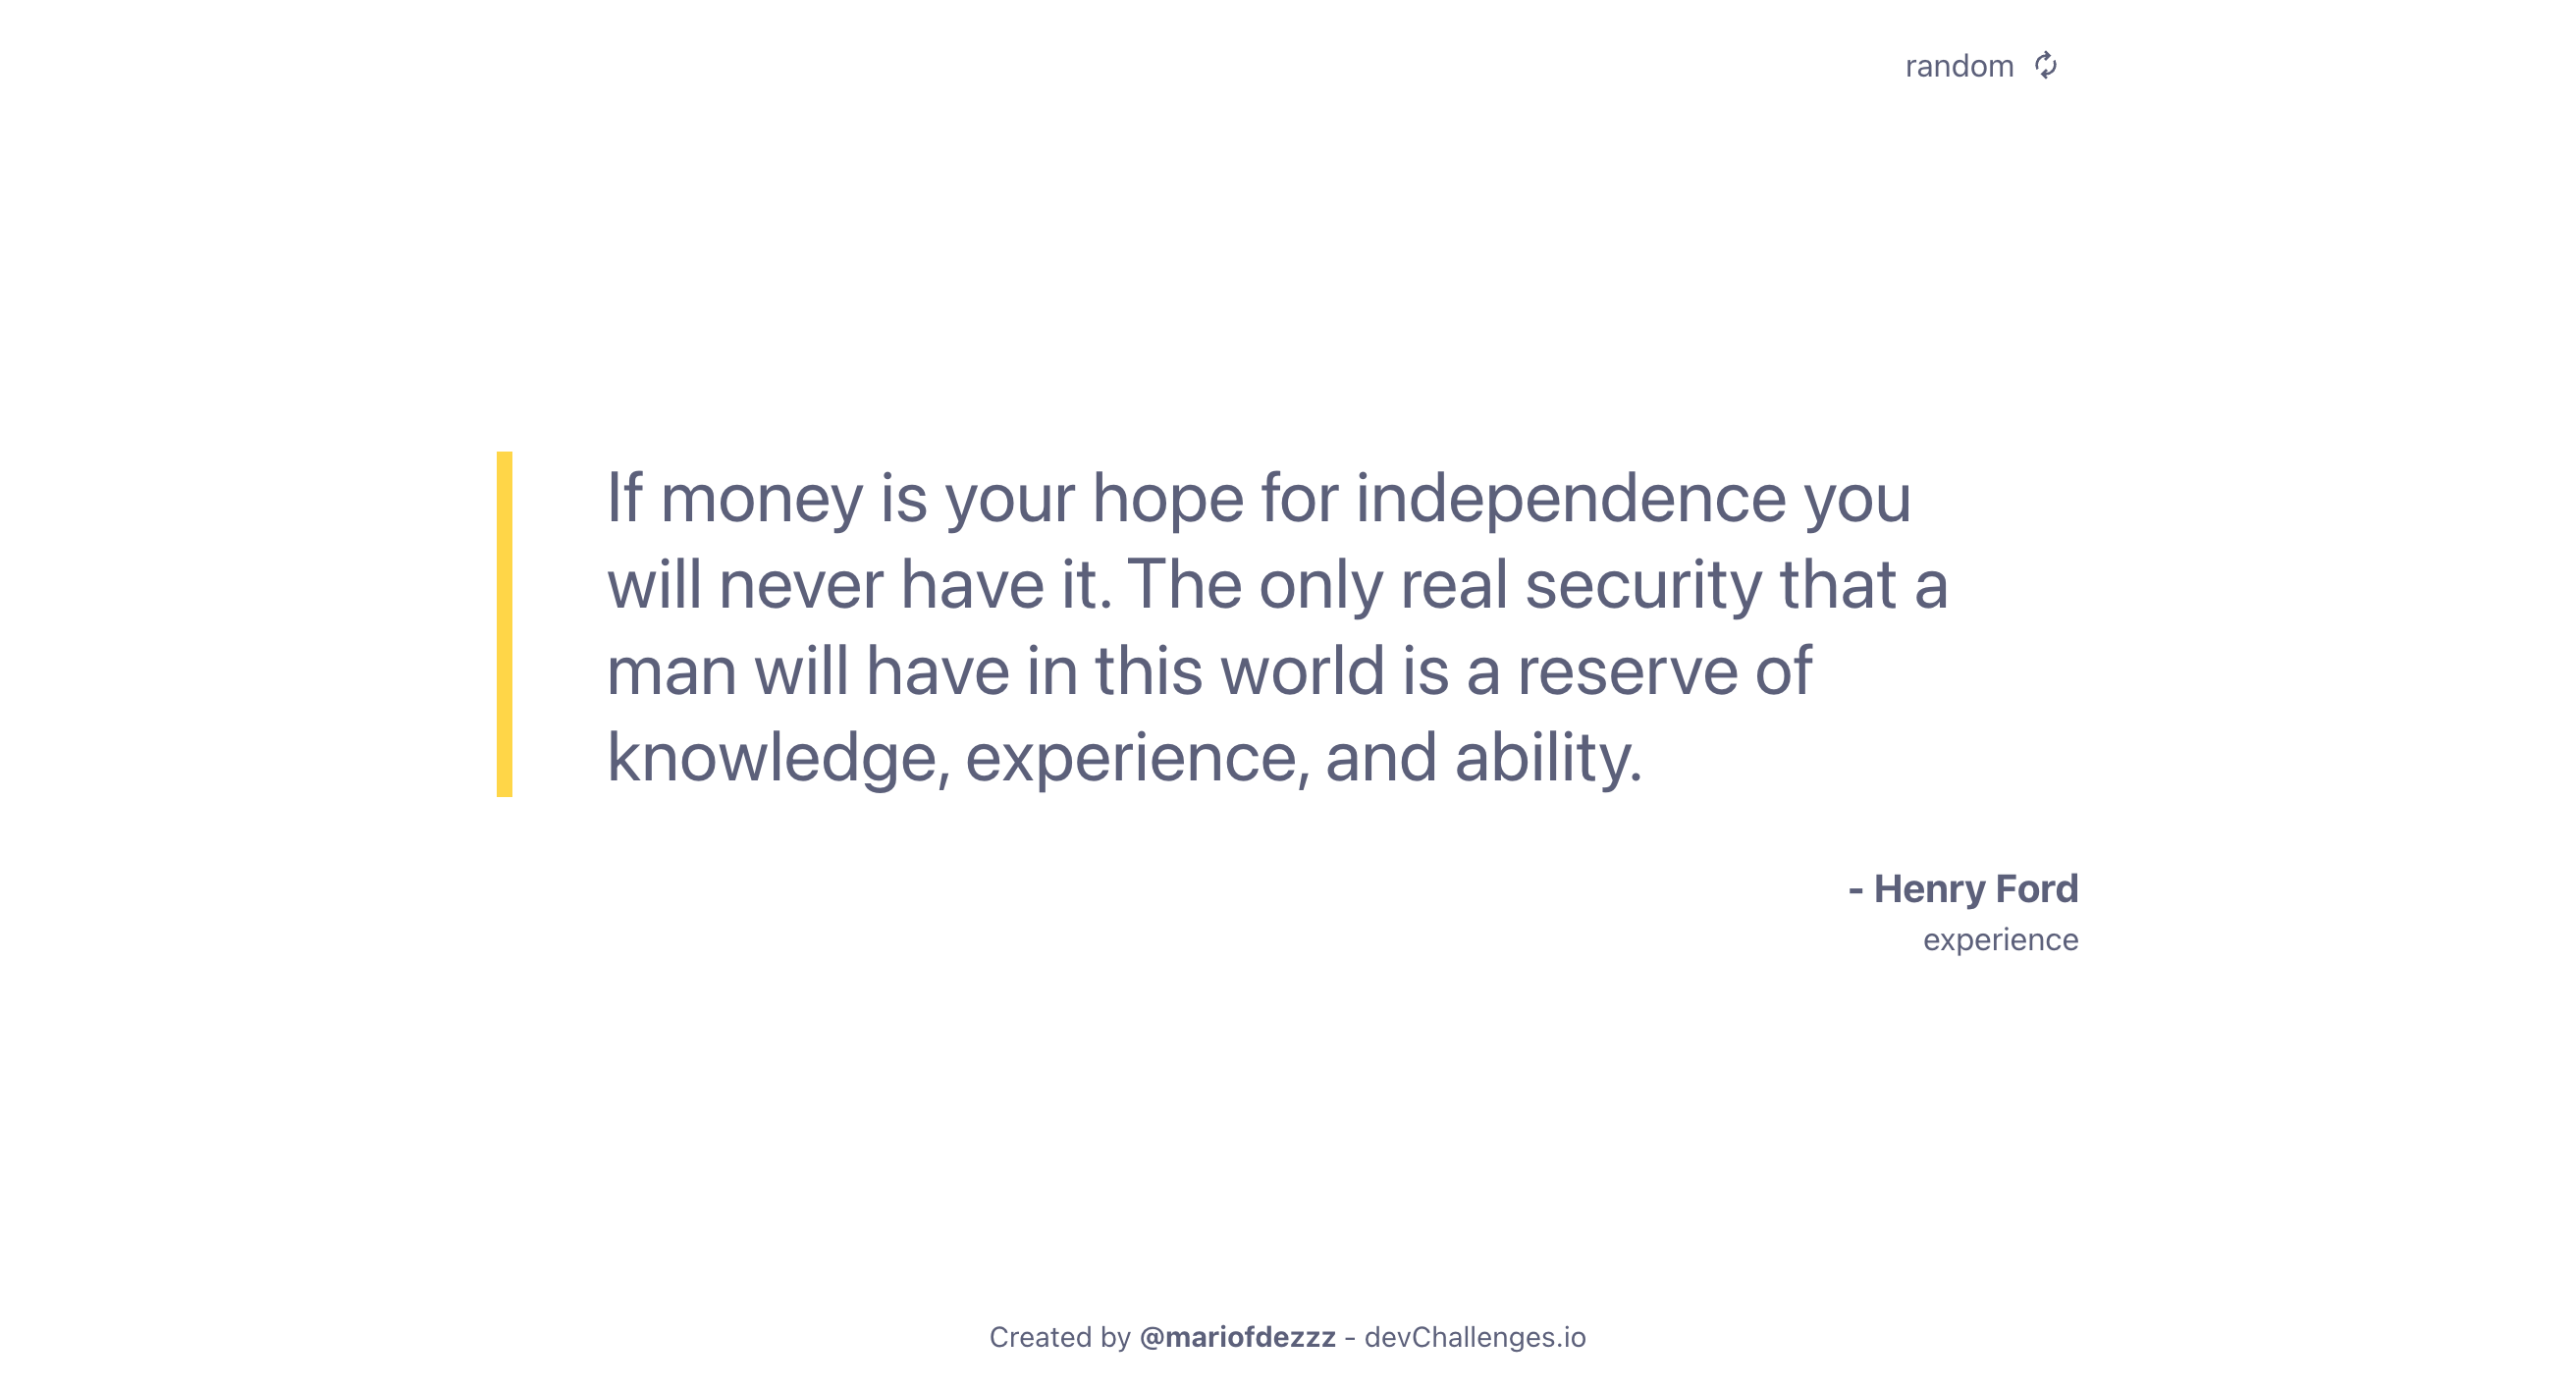 random
If money is your hope for independence you
will never have it. The only real security that a
man will have in this world is a reserve of
knowledge, experience, and ability.
- Henry Ford
experience
Created by @mariofdezzz - devChallenges.io